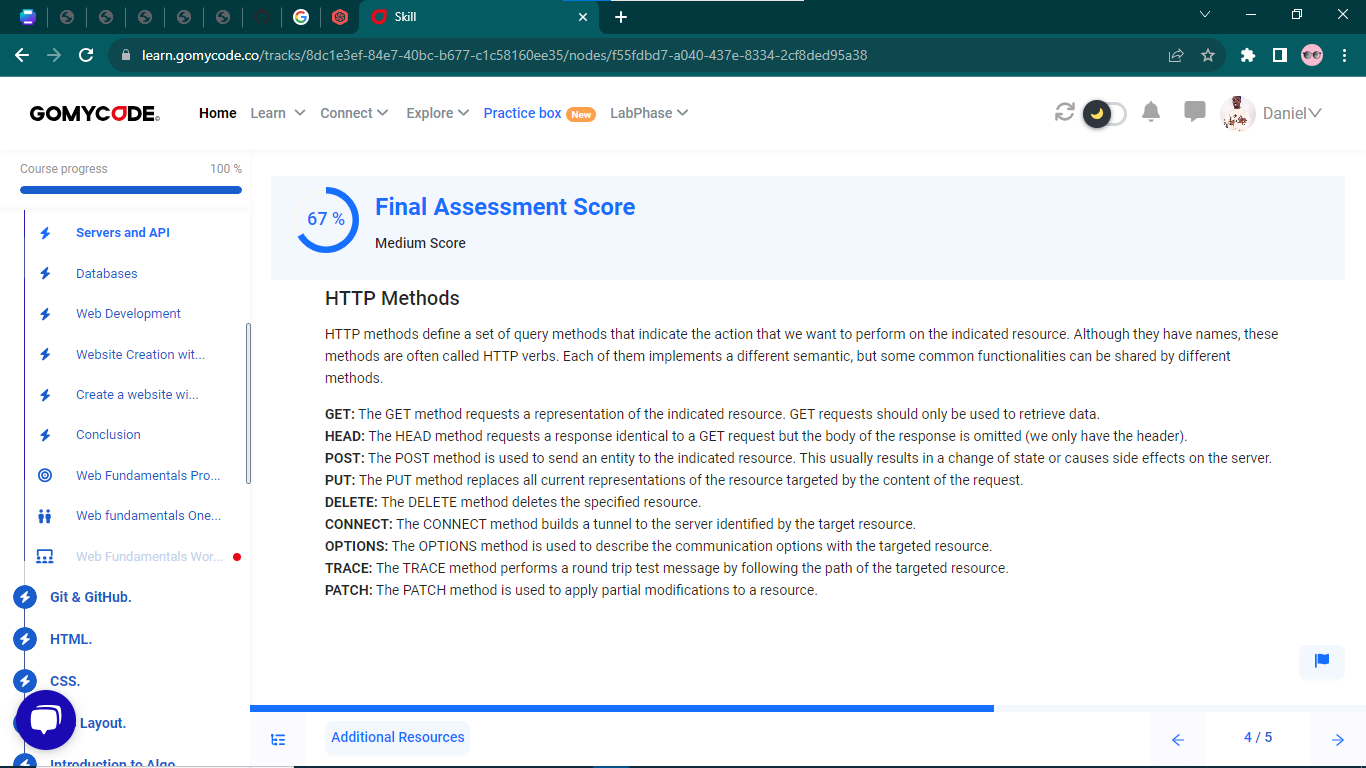 Skill
learn.gomycode.co/tracks/8dc1e3ef-84e7-40bc-b677-c1c58160ee35/nodes/f55fdbd7-a040-437e-8334-2cf8ded95a38
GOMYCODE
Home Learn Connect Explore Practice box New LabPhase Daniel
Course progress 100 %
Servers and API
Databases
Web Development
Website Creation wit...
Create a website wi...
Conclusion
Web Fundamentals Pro...
Web fundamentals One...
Web Fundamentals Wor...
Git & GitHub.
HTML.
CSS.
Layout.
Introduction to Algo
67 %
Final Assessment Score
Medium Score
HTTP Methods
HTTP methods define a set of query methods that indicate the action that we want to perform on the indicated resource. Although they have names, these
methods are often called HTTP verbs. Each of them implements a different semantic, but some common functionalities can be shared by different
methods.
GET: The GET method requests a representation of the indicated resource. GET requests should only be used to retrieve data.
HEAD: The HEAD method requests a response identical to a GET request but the body of the response is omitted (we only have the header).
POST: The POST method is used to send an entity to the indicated resource. This usually results in a change of state or causes side effects on the server.
PUT: The PUT method replaces all current representations of the resource targeted by the content of the request.
DELETE: The DELETE method deletes the specified resource.
CONNECT: The CONNECT method builds a tunnel to the server identified by the target resource.
OPTIONS: The OPTIONS method is used to describe the communication options with the targeted resource.
TRACE: The TRACE method performs a round trip test message by following the path of the targeted resource.
PATCH: The PATCH method is used to apply partial modifications to a resource.
Additional Resources
4 / 5